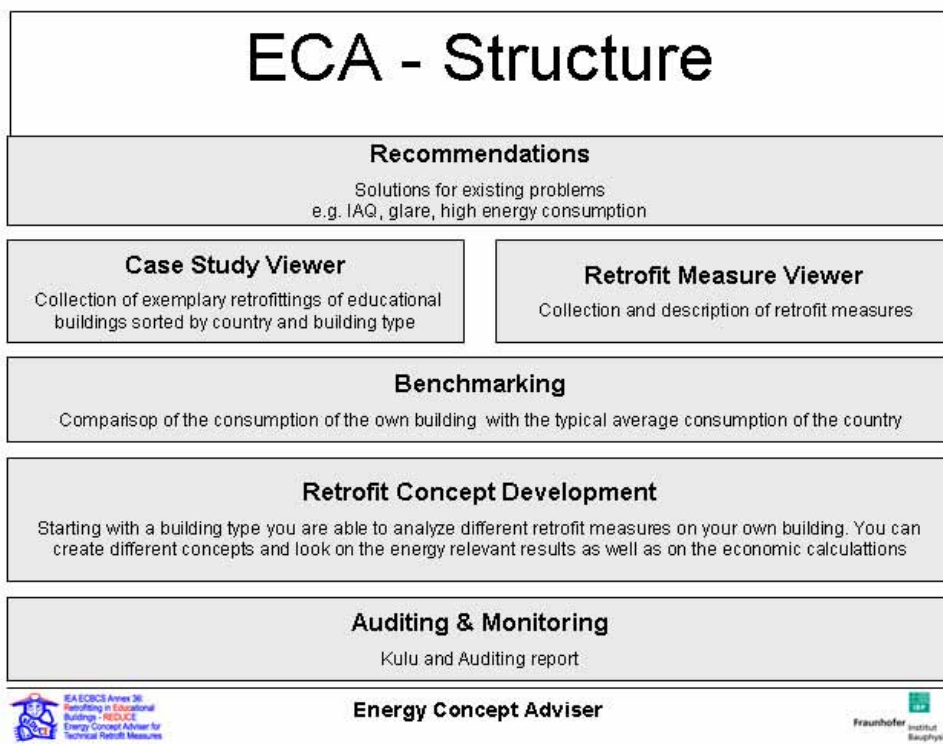 ECA - Structure
Recommendations
Solutions for existing problems
e.g. IAQ, glare, high energy consumption
Case Study Viewer
Collection of exemplary retrofittings of educational
buildings sorted by country and building type
Retrofit Measure Viewer
Collection and description of retrofit measures
Benchmarking
Comparisop of the consumption of the own building with the typical average consumption of the country
Retrofit Concept Development
Starting with a building type you are able to analyze different retrofit measures on your own building. You can
create different concepts and look on the energy relevant results as well as on the economic calculattions
Auditing & Monitoring
Kulu and Auditing report
IEA ECBCS Annex 36:
Retrofitting in Educational
Buildings - REDUCE
Energy Concept Adviser for
Technical Retrofit Measures
Energy Concept Adviser
IBP
Fraunhofer Institut
Bauphys